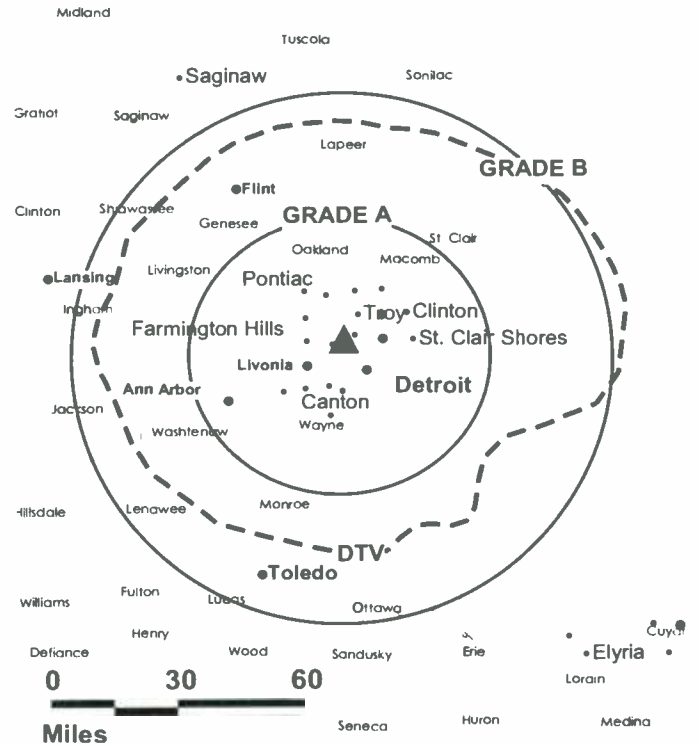 Midland
Tuscola
Saginaw
Sonilac
Gratiot
Saginaw
Lapeer
GRADE B
Flint
Clinton
Shiawassee
Genesee
GRADE A
St Clair
Oakland
Macomb
Livingston
Lansing
Pontiac
Ingham
Troy Clinton
Farmington Hills
St. Clair Shores
Livonia
Ann Arbor
Detroit
Canton
Jackson
Wayne
Washtenaw
Monroe
Lenawee
Hillsdale
DTV
Toledo
Fulton
Lucas
Williams
Ottawa
Henry
Cuya
Defiance
Wood
Sandusky
Erie
Elyria
Lorain
0 30 60
Miles
Seneca
Huron
Medina